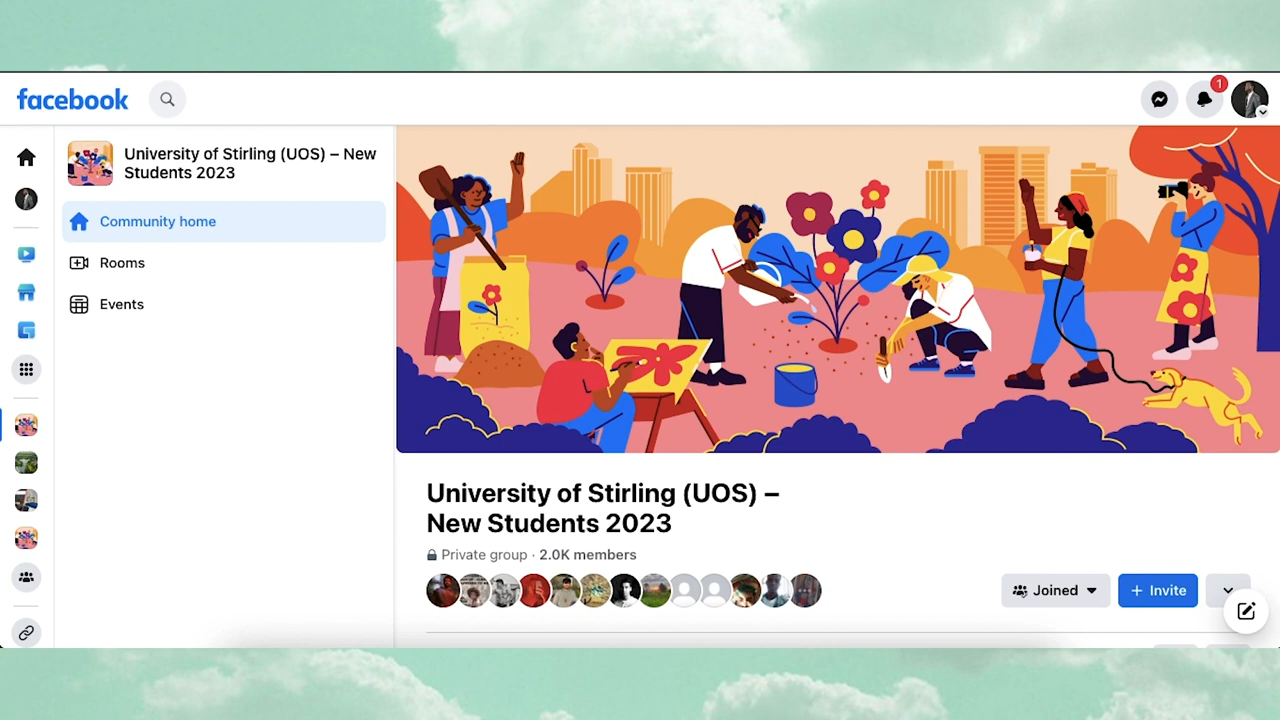 facebook
1
University of Stirling (UOS) – New
Students 2023
Community home
Rooms
Events
University of Stirling (UOS) –
New Students 2023
Private group · 2.0K members
Joined
+ Invite